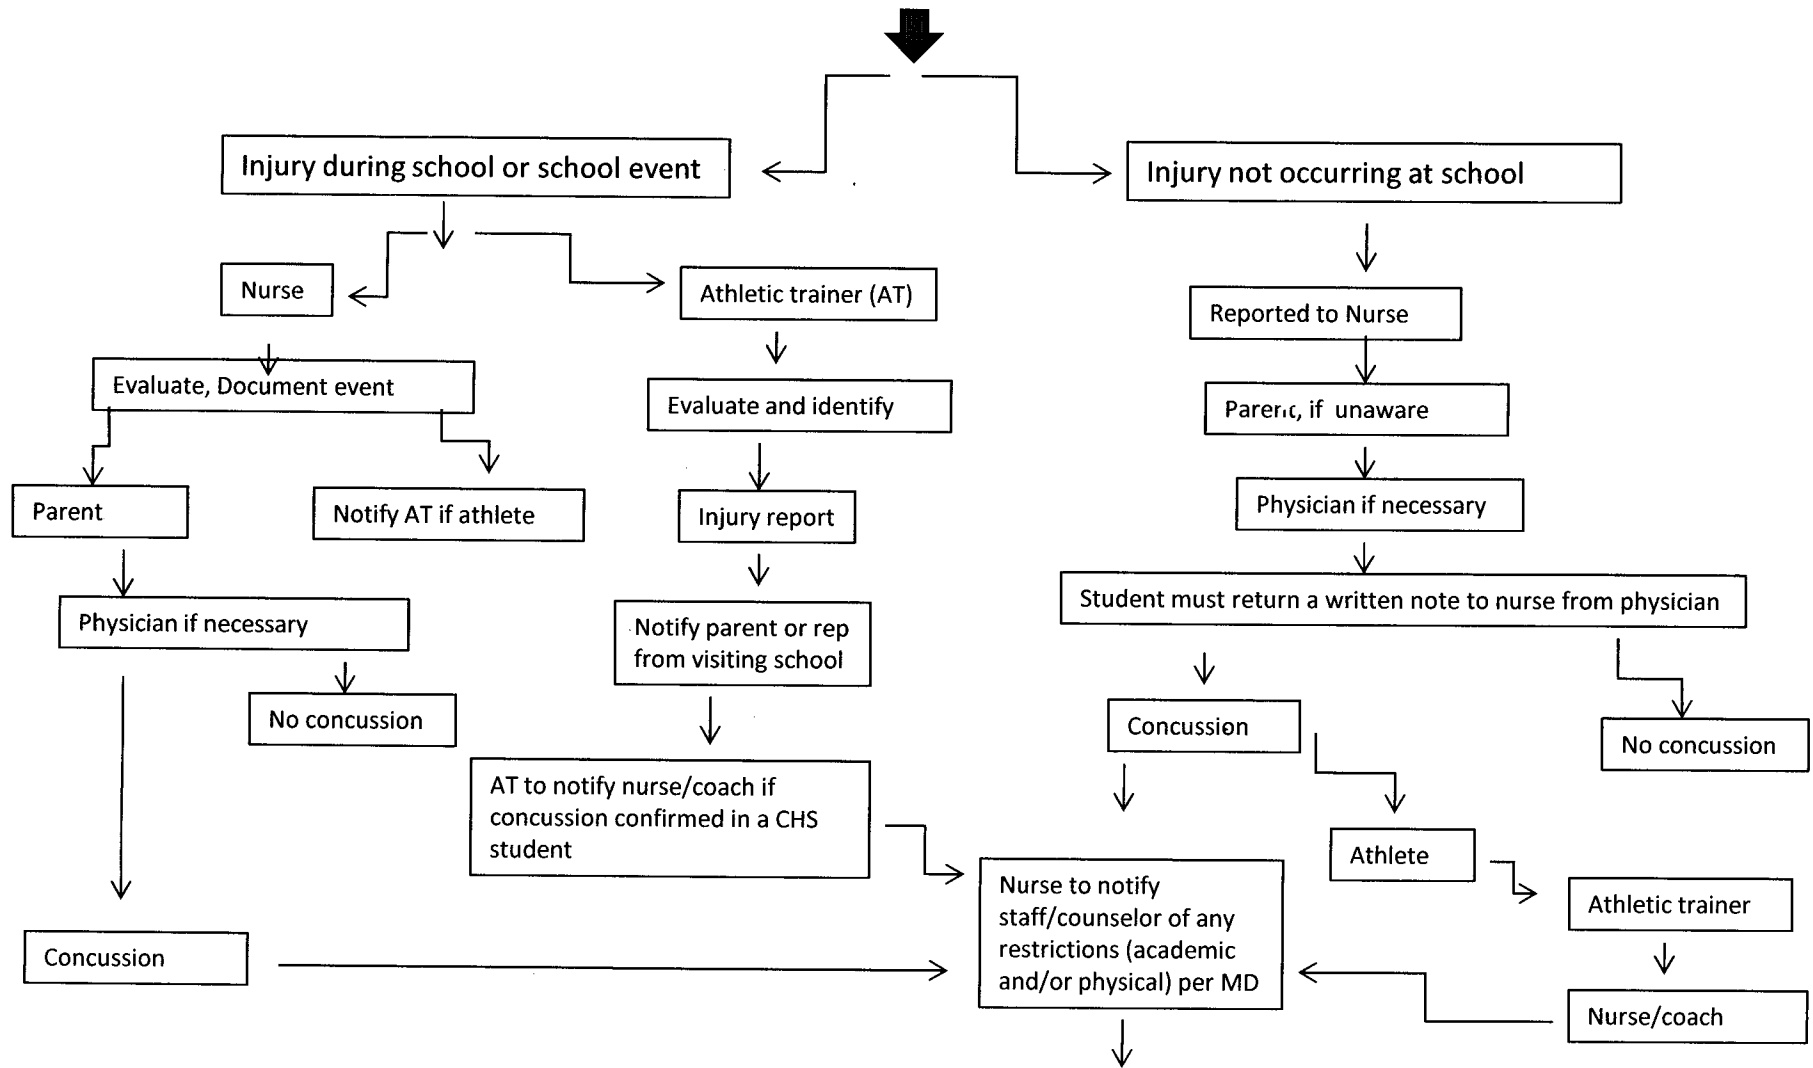 Injury during school or school event
Injury not occurring at school
Nurse
Athletic trainer (AT)
Reported to Nurse
Evaluate, Document event
Evaluate and identify
Parent, if unaware
Parent
Notify AT if athlete
Injury report
Physician if necessary
Physician if necessary
Notify parent or rep
from visiting school
Student must return a written note to nurse from physician
No concussion
Concussion
No concussion
AT to notify nurse/coach if
concussion confirmed in a CHS
student
Athlete
Nurse to notify
staff/counselor of any
restrictions (academic
and/or physical) per MD
Athletic trainer
Concussion
Nurse/coach